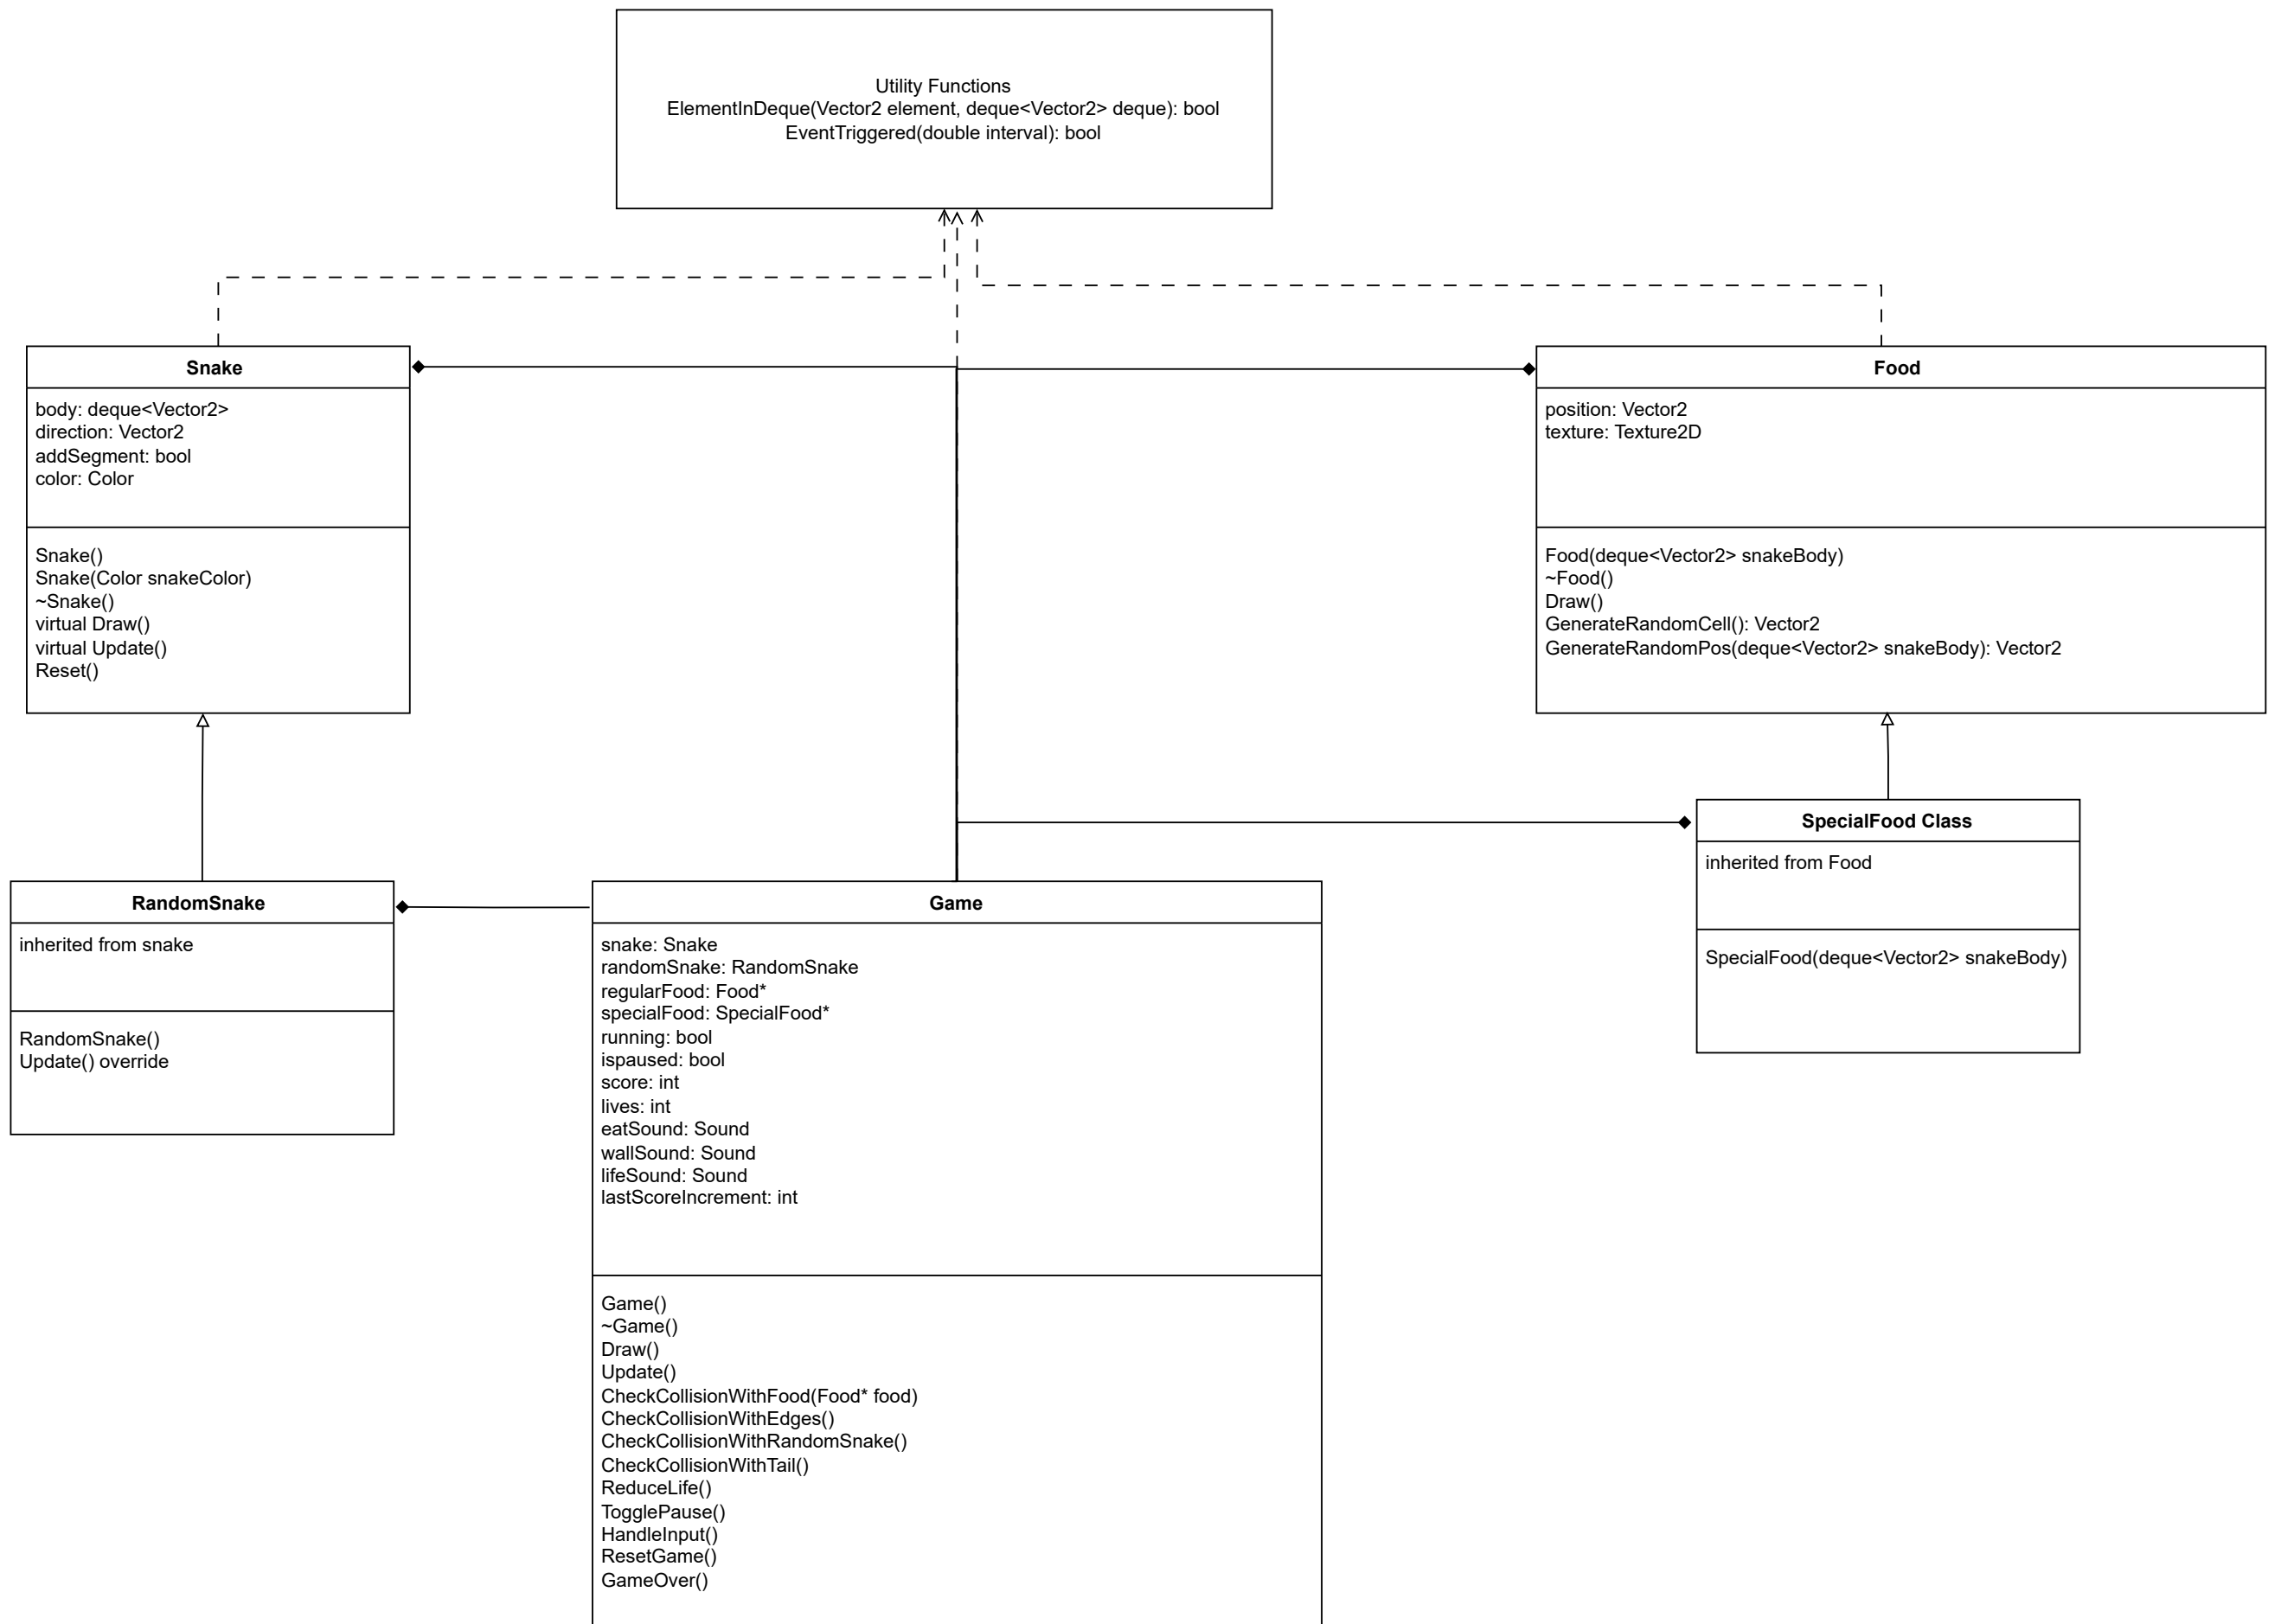 Utility Functions
ElementInDeque(Vector2 element, deque<Vector2> deque): bool
EventTriggered(double interval): bool
Snake
body: deque<Vector2>
direction: Vector2
addSegment: bool
color: Color
Snake()
Snake(Color snakeColor)
~Snake()
virtual Draw()
virtual Update()
Reset()
Food
position: Vector2
texture: Texture2D
Food(deque<Vector2> snakeBody)
~Food()
Draw()
GenerateRandomCell(): Vector2
GenerateRandomPos(deque<Vector2> snakeBody): Vector2
SpecialFood Class
inherited from Food
SpecialFood(deque<Vector2> snakeBody)
RandomSnake
inherited from snake
RandomSnake()
Update() override
Game
snake: Snake
randomSnake: RandomSnake
regularFood: Food*
specialFood: SpecialFood*
running: bool
ispaused: bool
score: int
lives: int
eatSound: Sound
wallSound: Sound
lifeSound: Sound
lastScoreIncrement: int
Game()
~Game()
Draw()
Update()
CheckCollisionWithFood(Food* food)
CheckCollisionWithEdges()
CheckCollisionWithRandomSnake()
CheckCollisionWithTail()
ReduceLife()
TogglePause()
HandleInput()
ResetGame()
GameOver()